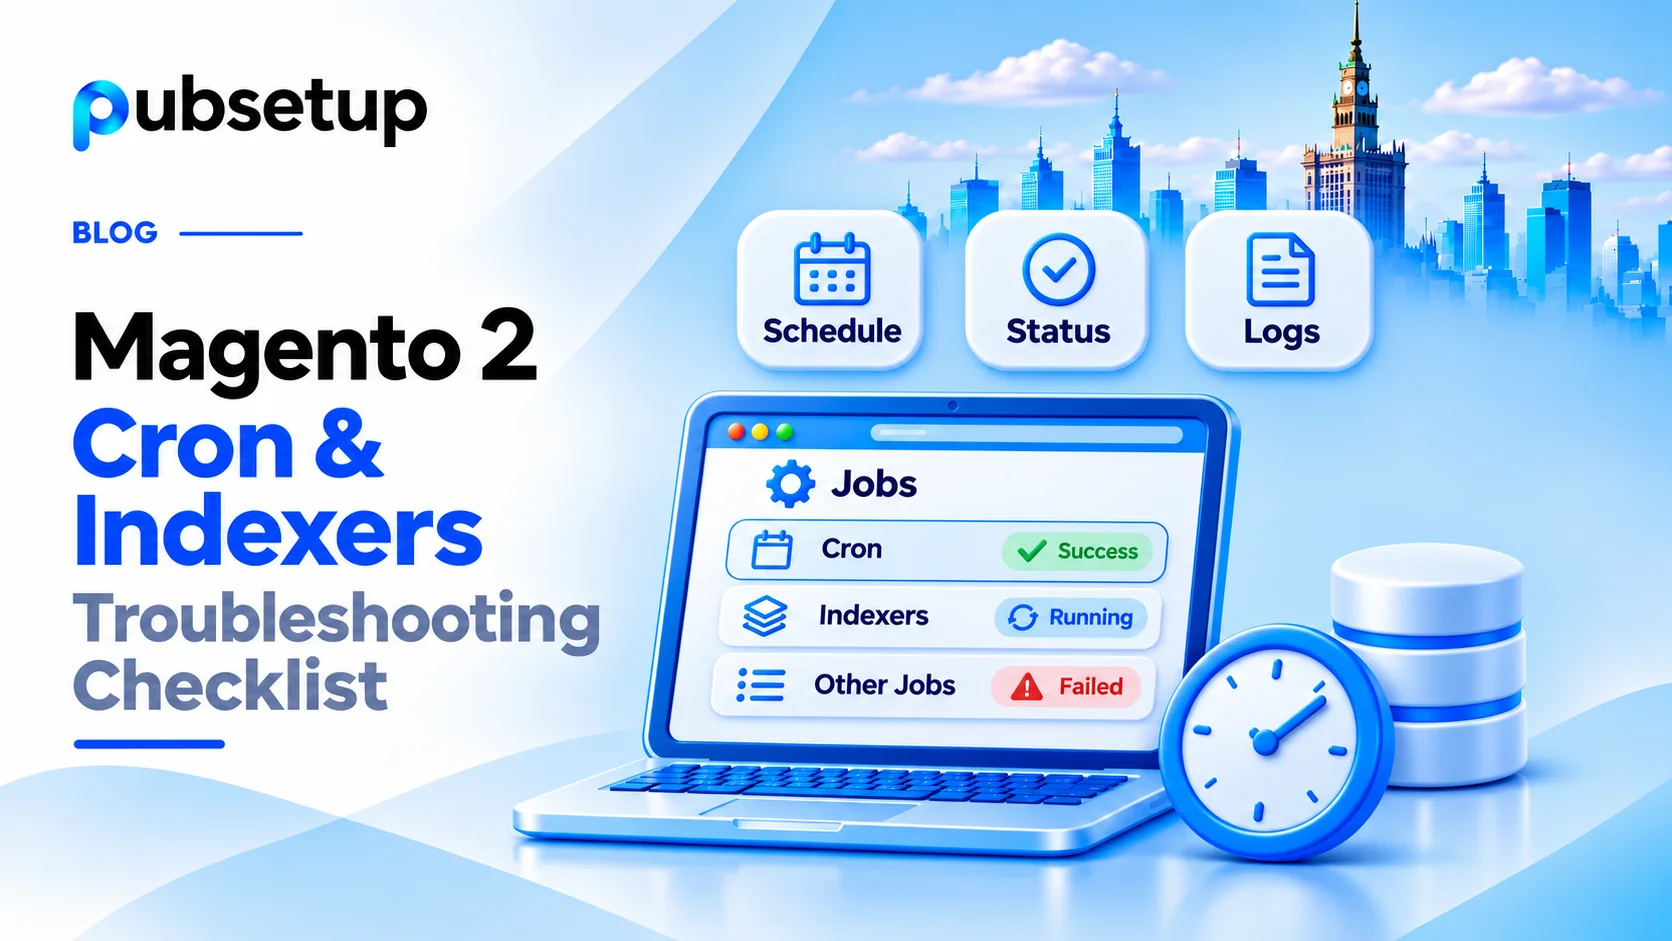 pubsetup
BLOG
Magento 2
Cron &
Indexers
Troubleshooting
Checklist
Schedule
Status
Logs
Jobs
Cron
Success
Indexers
Running
Other Jobs
Failed